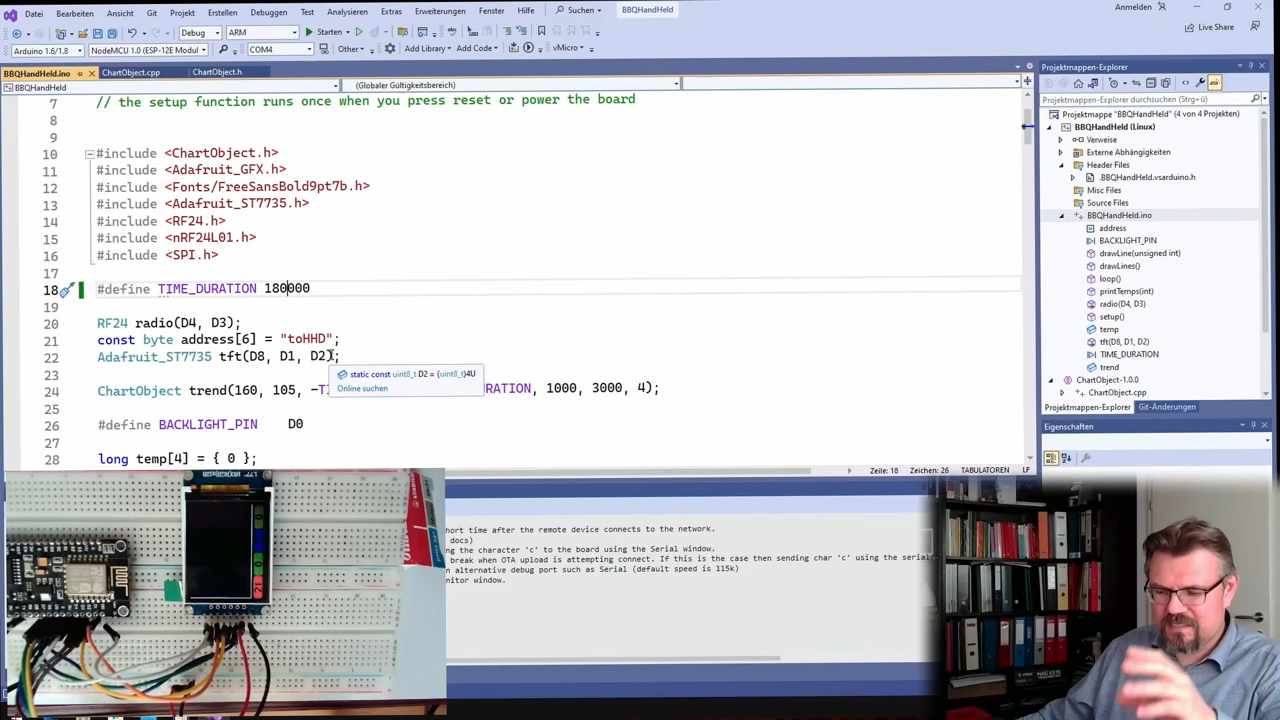 Datei Bearbeiten Ansicht Git Projekt Erstellen Debuggen Test Analysieren Extras Erweiterungen Fenster Hilfe Suchen BBQHandHeld Anmelden
Debug ARM Starten Live Share
Arduino 1.6/1.8 NodeMCU 1.0 (ESP-12E Module) COM4 Other Add Library Add Code vMicro
BBQHandHeld.ino ChartObject.cpp ChartObject.h
BBQHandHeld (Globaler Gültigkeitsbereich)
7 // the setup function runs once when you press reset or power the board
8
9
10 #include <ChartObject.h>
11 #include <Adafruit_GFX.h>
12 #include <Fonts/FreeSansBold9pt7b.h>
13 #include <Adafruit_ST7735.h>
14 #include <RF24.h>
15 #include <nRF24L01.h>
16 #include <SPI.h>
17
18 #define TIME_DURATION 180000
19
20 RF24 radio(D4, D3);
21 const byte address[6] = "toHHD";
22 Adafruit_ST7735 tft(D8, D1, D2);
static const uint8_t D2 = (uint8_t)4U
Online suchen
24 ChartObject trend(160, 105, -TI URATION, 1000, 3000, 4);
25
26 #define BACKLIGHT_PIN D0
27
28 long temp[4] = { 0 };
Zeile: 18 Zeichen: 26 TABULATOREN LF
Projektmappen-Explorer
Projektmappen-Explorer durchsuchen (Strg+ü)
Projektmappe "BBQHandHeld" (4 von 4 Projekten)
BBQHandHeld (Linux)
Verweise
Externe Abhängigkeiten
Header Files
.BBQHandHeld.vsarduino.h
Misc Files
Source Files
BBQHandHeld.ino
address
BACKLIGHT_PIN
drawLine(unsigned int)
drawLines()
loop()
printTemps(int)
radio(D4, D3)
setup()
temp
tft(D8, D1, D2)
TIME_DURATION
trend
ChartObject-1.0.0
ChartObject.cpp
Projektmappen-Explorer Git-Änderungen
Eigenschaften
hort time after the remote device connects to the network.
docs)
ng the character 'c' to the board using the Serial window.
break when OTA upload is attempting connect. If this is the case then sending char 'c' using the serial
n alternative debug port such as Serial (default speed is 115k)
onitor window.